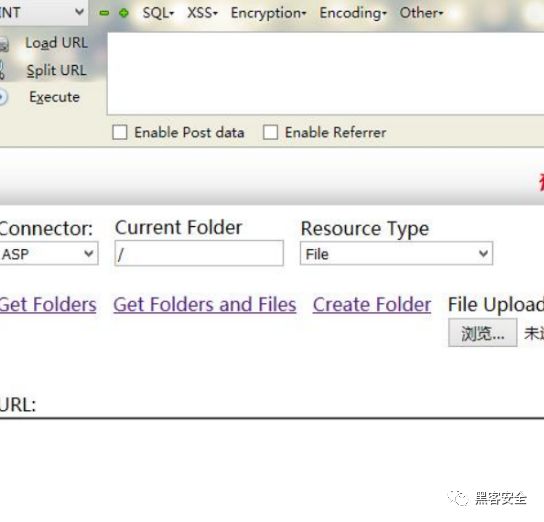 INT SQL▾ XSS▾ Encryption▾ Encoding▾ Other▾
Load URL
Split URL
Execute
Enable Post data Enable Referrer
Connector: Current Folder Resource Type
ASP / File
Get Folders Get Folders and Files Create Folder File Upload
浏览... 未
URL:
黑客安全